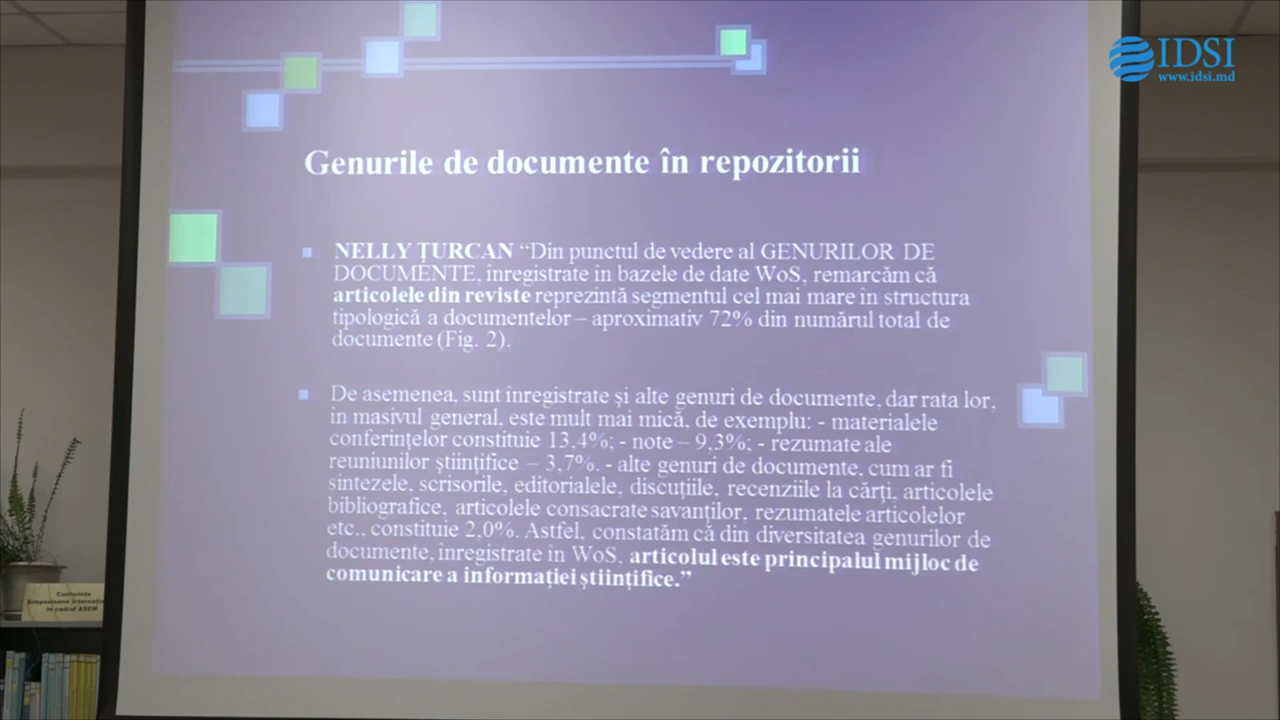 IDSI
www.idsi.md
Genurile de documente în repozitorii
NELLY ȚURCAN “Din punctul de vedere al GENURILOR DE
DOCUMENTE, înregistrate în bazele de date WoS, remarcăm că
articolele din reviste reprezintă segmentul cel mai mare în structura
tipologică a documentelor – aproximativ 72% din numărul total de
documente (Fig. 2).
De asemenea, sunt înregistrate și alte genuri de documente, dar rata lor,
în masivul general, este mult mai mică, de exemplu: - materialele
conferințelor constituie 13,4%; - note – 9,3%; - rezumate ale
reuniunilor științifice – 3,7%. - alte genuri de documente, cum ar fi
sintezele, scrisorile, editorialele, discuțiile, recenziile la cărți, articolele
bibliografice, articolele consacrate savanților, rezumatele articolelor
etc., constituie 2,0%. Astfel, constatăm că din diversitatea genurilor de
documente, înregistrate in WoS, articolul este principalul mijloc de
comunicare a informației științifice.”
Conferințe
Simpozioane internați
în cadrul ASEM